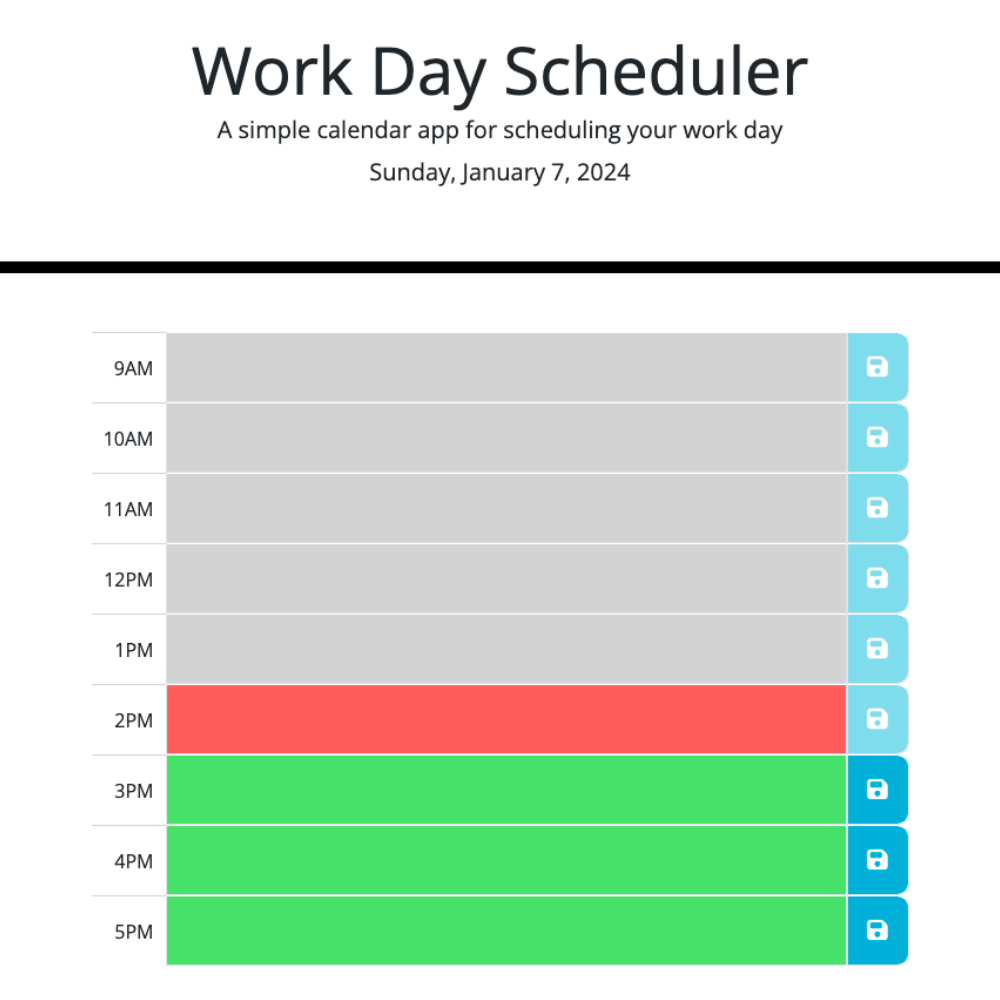 Work Day Scheduler
A simple calendar app for scheduling your work day
Sunday, January 7, 2024
9AM
10AM
11AM
12PM
1PM
2PM
3PM
4PM
5PM